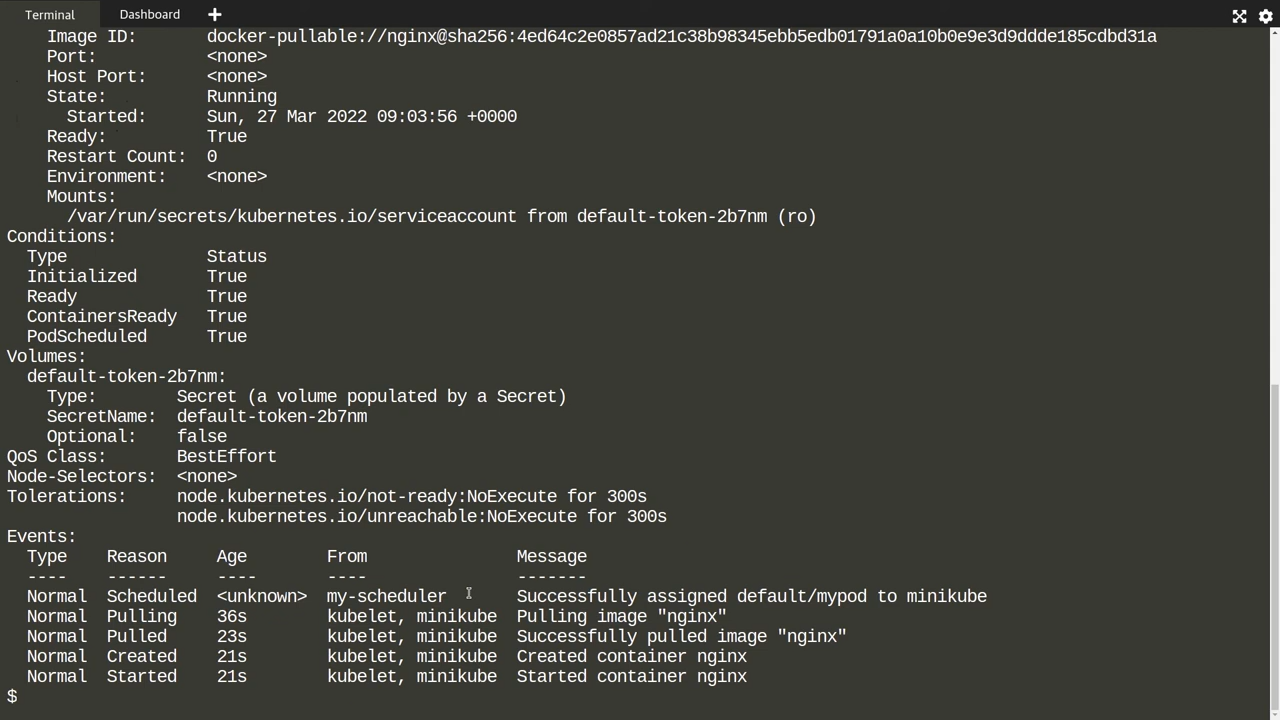 Terminal Dashboard +
Image ID: docker-pullable://nginx@sha256:4ed64c2e0857ad21c38b98345ebb5edb01791a0a10b0e9e3d9ddde185cdbd31a
Port: <none>
Host Port: <none>
State: Running
Started: Sun, 27 Mar 2022 09:03:56 +0000
Ready: True
Restart Count: 0
Environment: <none>
Mounts:
/var/run/secrets/kubernetes.io/serviceaccount from default-token-2b7nm (ro)
Conditions:
Type Status
Initialized True
Ready True
ContainersReady True
PodScheduled True
Volumes:
default-token-2b7nm:
Type: Secret (a volume populated by a Secret)
SecretName: default-token-2b7nm
Optional: false
QoS Class: BestEffort
Node-Selectors: <none>
Tolerations: node.kubernetes.io/not-ready:NoExecute for 300s
node.kubernetes.io/unreachable:NoExecute for 300s
Events:
Type Reason Age From Message
---- ------ ---- ---- -------
Normal Scheduled <unknown> my-scheduler Successfully assigned default/mypod to minikube
Normal Pulling 36s kubelet, minikube Pulling image "nginx"
Normal Pulled 23s kubelet, minikube Successfully pulled image "nginx"
Normal Created 21s kubelet, minikube Created container nginx
Normal Started 21s kubelet, minikube Started container nginx
$